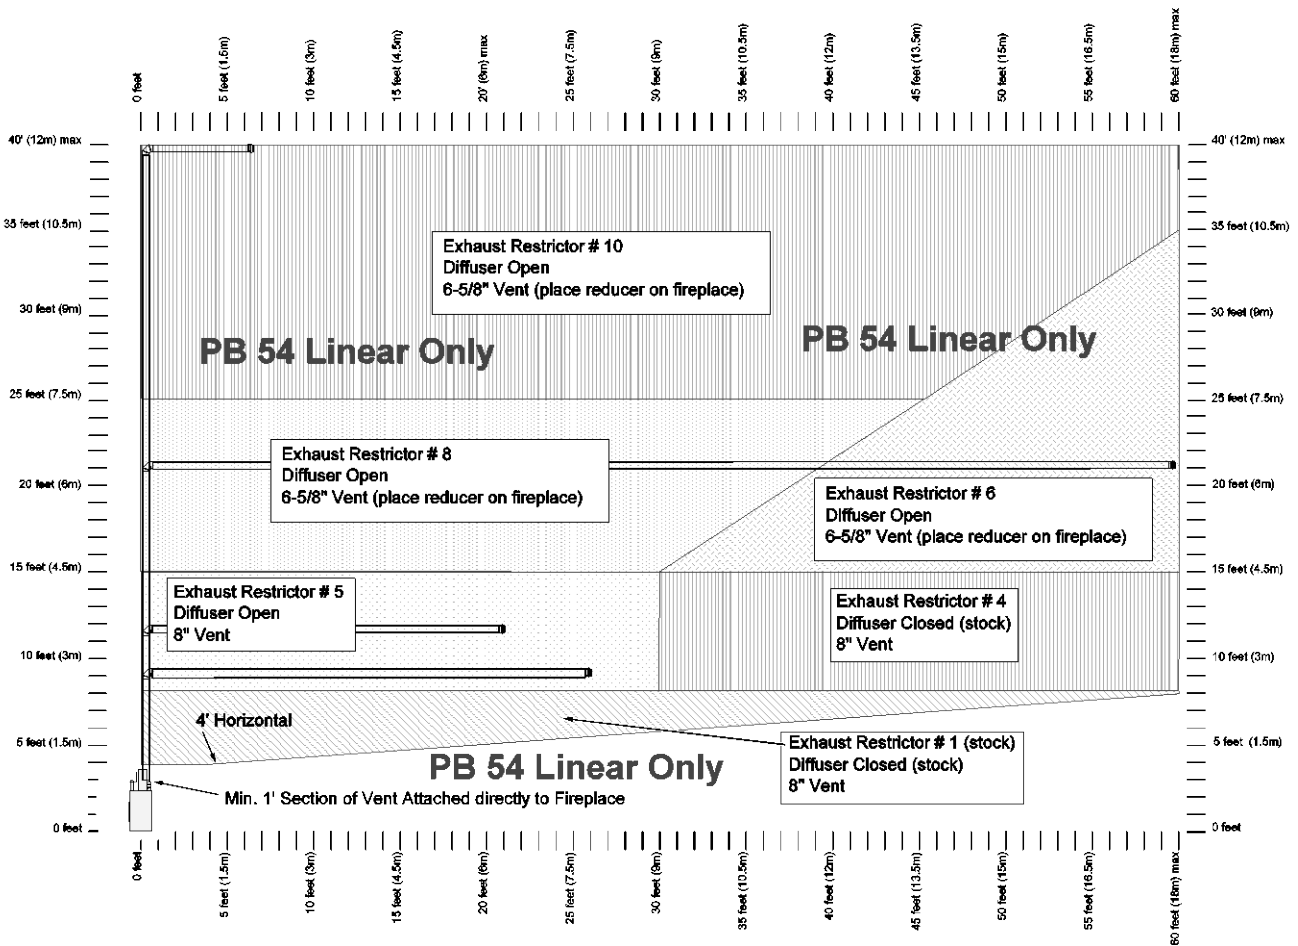 0 feet
5 feet (1.5m)
10 feet (3m)
15 feet (4.5m)
20' (6m) max
25 feet (7.5m)
30 feet (9m)
35 feet (10.5m)
40 feet (12m)
45 feet (13.5m)
50 feet (15m)
55 feet (16.5m)
60 feet (18m) max
40' (12m) max
40' (12m) max
35 feet (10.5m)
35 feet (10.5m)
Exhaust Restrictor # 10
Diffuser Open
6-5/8" Vent (place reducer on fireplace)
30 feet (9m)
30 feet (9m)
PB 54 Linear Only
PB 54 Linear Only
25 feet (7.5m)
25 feet (7.5m)
Exhaust Restrictor # 8
Diffuser Open
6-5/8" Vent (place reducer on fireplace)
20 feet (6m)
20 feet (6m)
Exhaust Restrictor # 6
Diffuser Open
6-5/8" Vent (place reducer on fireplace)
15 feet (4.5m)
15 feet (4.5m)
Exhaust Restrictor # 5
Diffuser Open
8" Vent
Exhaust Restrictor # 4
Diffuser Closed (stock)
8" Vent
10 feet (3m)
10 feet (3m)
4' Horizontal
5 feet (1.5m)
5 feet (1.5m)
Exhaust Restrictor # 1 (stock)
Diffuser Closed (stock)
8" Vent
PB 54 Linear Only
Min. 1' Section of Vent Attached directly to Fireplace
0 feet
0 feet
0 feet
5 feet (1.5m)
10 feet (3m)
15 feet (4.5m)
20 feet (6m)
25 feet (7.5m)
30 feet (9m)
35 feet (10.5m)
40 feet (12m)
45 feet (13.5m)
50 feet (15m)
55 feet (16.5m)
60 feet (18m) max